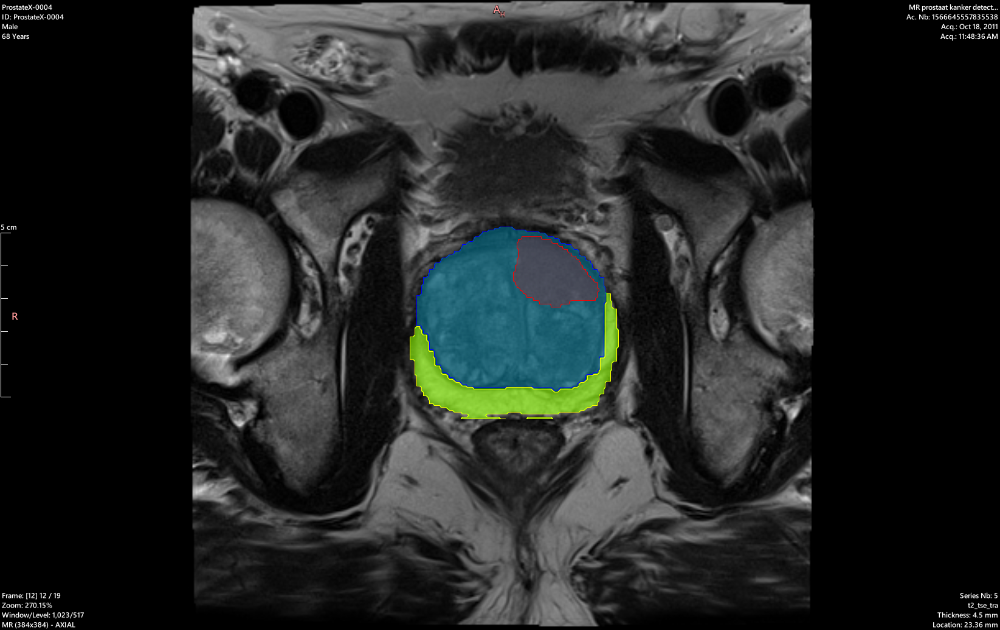 ProstateX-0004
ID: ProstateX-0004
Male
68 Years
A
H
MR prostaat kanker detect...
Ac. Nb: 1566645557835538
Acq.: Oct 18, 2011
Acq.: 11:48:36 AM
5 cm
R
Frame: [12] 12 / 19
Zoom: 270.15%
Window/Level: 1,023/517
MR (384x384) - AXIAL
Series Nb: 5
t2_tse_tra
Thickness: 4.5 mm
Location: 23.36 mm